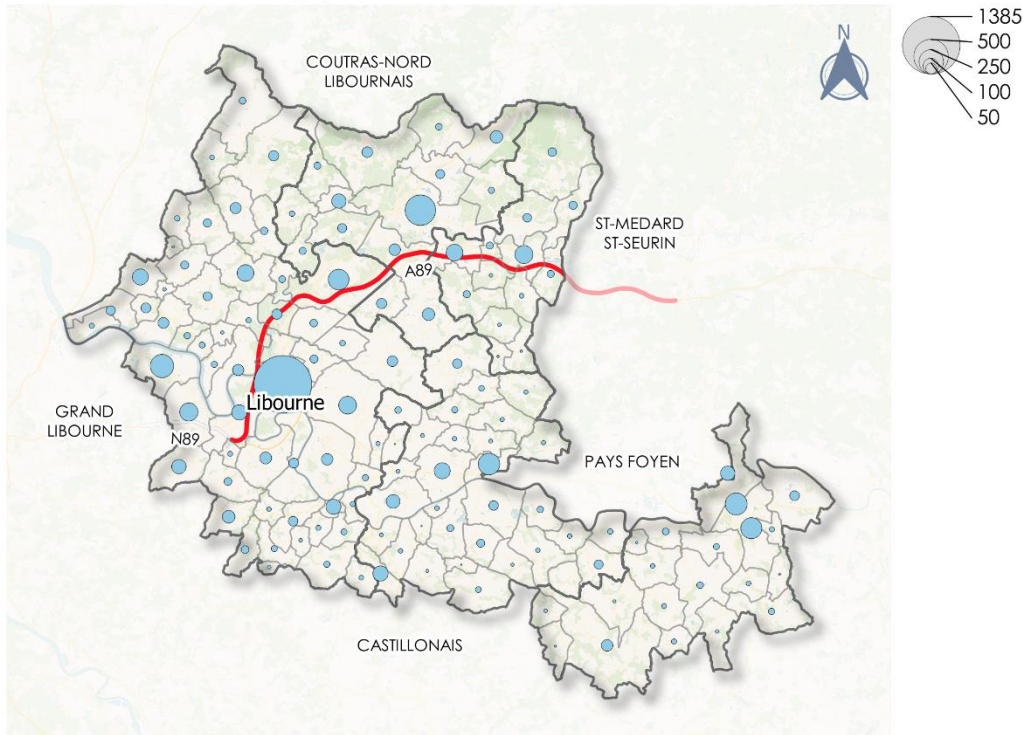 1385
500
250
100
50
N
COUTRAS-NORD
LIBOURNAIS
ST-MEDARD
ST-SEURIN
A89
Libourne
GRAND
LIBOURNE
N89
PAYS FOYEN
CASTILLONAIS